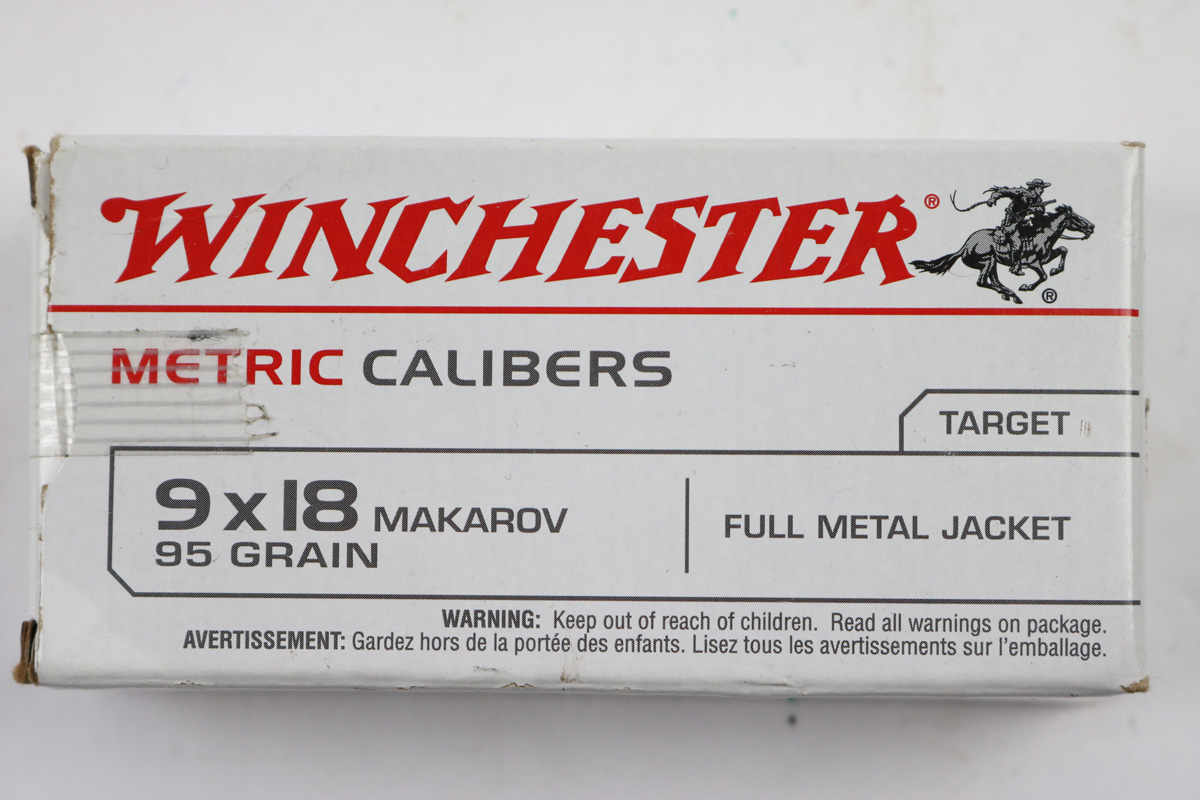 WINCHESTER®
®
METRIC CALIBERS
TARGET
9 x 18 MAKAROV
95 GRAIN
FULL METAL JACKET
WARNING: Keep out of reach of children. Read all warnings on package.
AVERTISSEMENT: Gardez hors de la portée des enfants. Lisez tous les avertissements sur l'emballage.